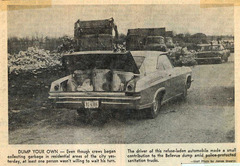 DUMP YOUR OWN — Even though crews began
collecting garbage in residential areas of the city yes-
terday, at least one person won't waiting to wait his turn.
The driver of this refuse-laden automobile made a small
contribution to the Bellevue dump amid police-protected
sanitation trucks.